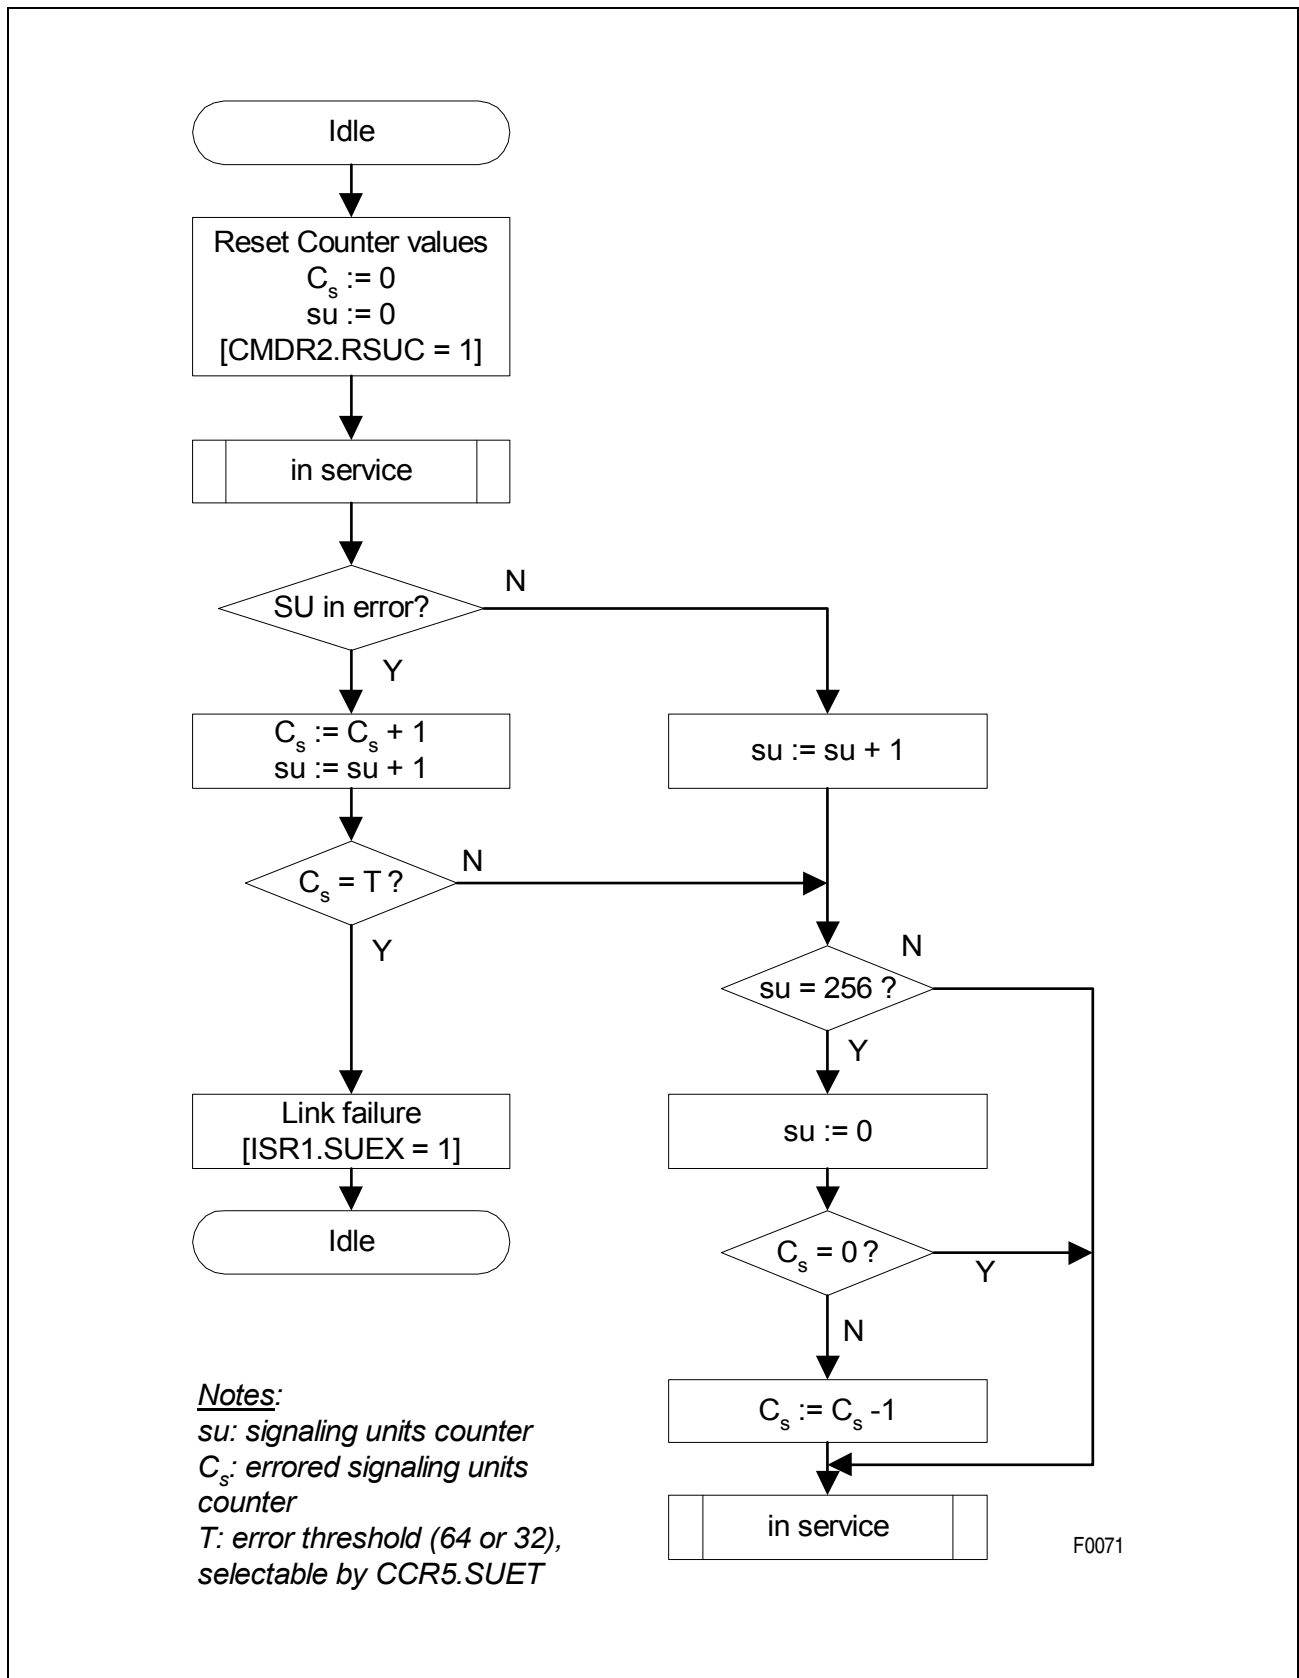 Idle
Reset Counter values
Cs := 0
su := 0
[CMDR2.RSUC = 1]
in service
SU in error?
N
Y
Cs := Cs + 1
su := su + 1
su := su + 1
Cs = T ?
N
Y
su = 256 ?
N
Y
Link failure
[ISR1.SUEX = 1]
su := 0
Idle
Cs = 0 ?
Y
N
Cs := Cs -1
in service
Notes:
su: signaling units counter
Cs: errored signaling units
counter
T: error threshold (64 or 32),
selectable by CCR5.SUET
F0071